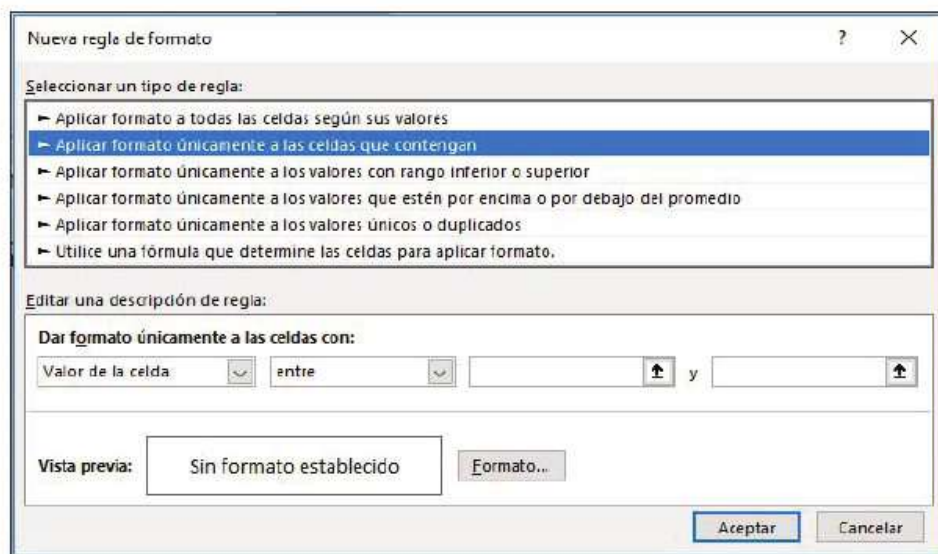 Nueva regla de formato ?
Seleccionar un tipo de regla:
► Aplicar formato a todas las celdas según sus valores
► Aplicar formato únicamente a las celdas que contengan
► Aplicar formato únicamente a los valores con rango inferior o superior
► Aplicar formato únicamente a los valores que estén por encima o por debajo del promedio
► Aplicar formato únicamente a los valores únicos o duplicados
► Utilice una fórmula que determine las celdas para aplicar formato.
Editar una descripción de regla:
Dar formato únicamente a las celdas con:
Valor de la celda entre y
Vista previa: Sin formato establecido Formato...
Aceptar Cancelar